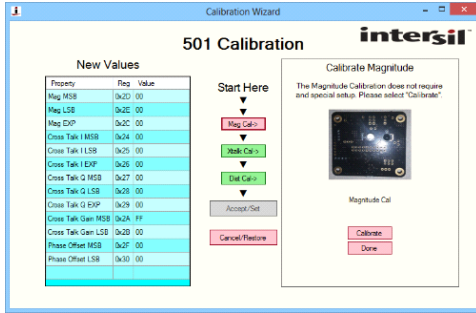 Calibration Wizard
501 Calibration
intersil
New Values
Property Reg Value
Mag MSB 0x2D 00
Mag LSB 0x2E 00
Mag EXP 0x2C 00
Cross Talk I MSB 0x24 00
Cross Talk I LSB 0x25 00
Cross Talk I EXP 0x26 00
Cross Talk Q MSB 0x27 00
Cross Talk Q LSB 0x28 00
Cross Talk Q EXP 0x29 00
Cross Talk Gain MSB 0x2A FF
Cross Talk Gain LSB 0x2B 00
Phase Offset MSB 0x2F 00
Phase Offset LSB 0x30 00
Start Here
Mag Cal->
Xtalk Cal->
Dist Cal->
Accept/Set
Cancel/Restore
Calibrate Magnitude
The Magnitude Calibration does not require
and special setup. Please select "Calibrate".
Magnitude Cal
Calibrate
Done